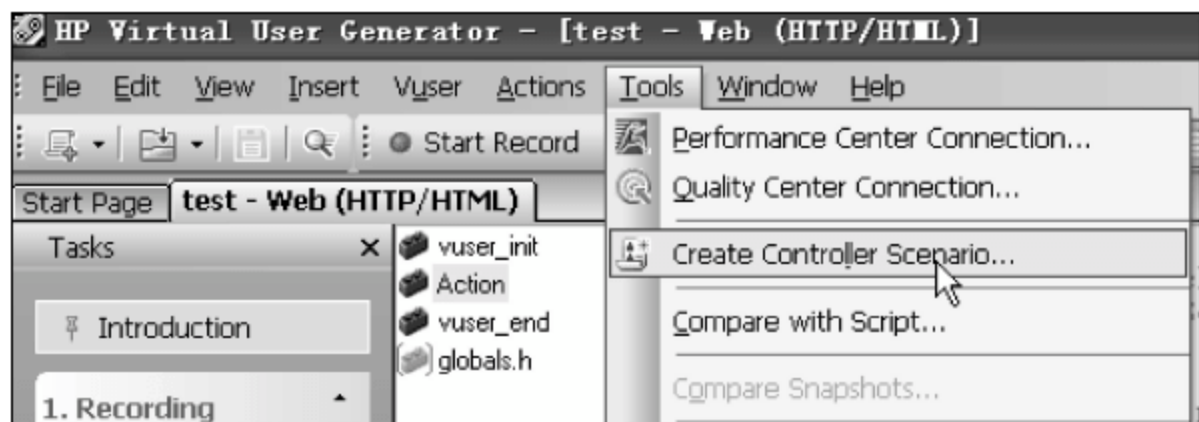 HP Virtual User Generator - [test - Web (HTTP/HTML)]
File Edit View Insert Vuser Actions Tools Window Help
Start Record
Performance Center Connection...
Quality Center Connection...
Start Page test - Web (HTTP/HTML)
Tasks
vuser_init
Create Controller Scenario...
Action
Introduction
vuser_end
Compare with Script...
globals.h
Compare Snapshots...
1. Recording